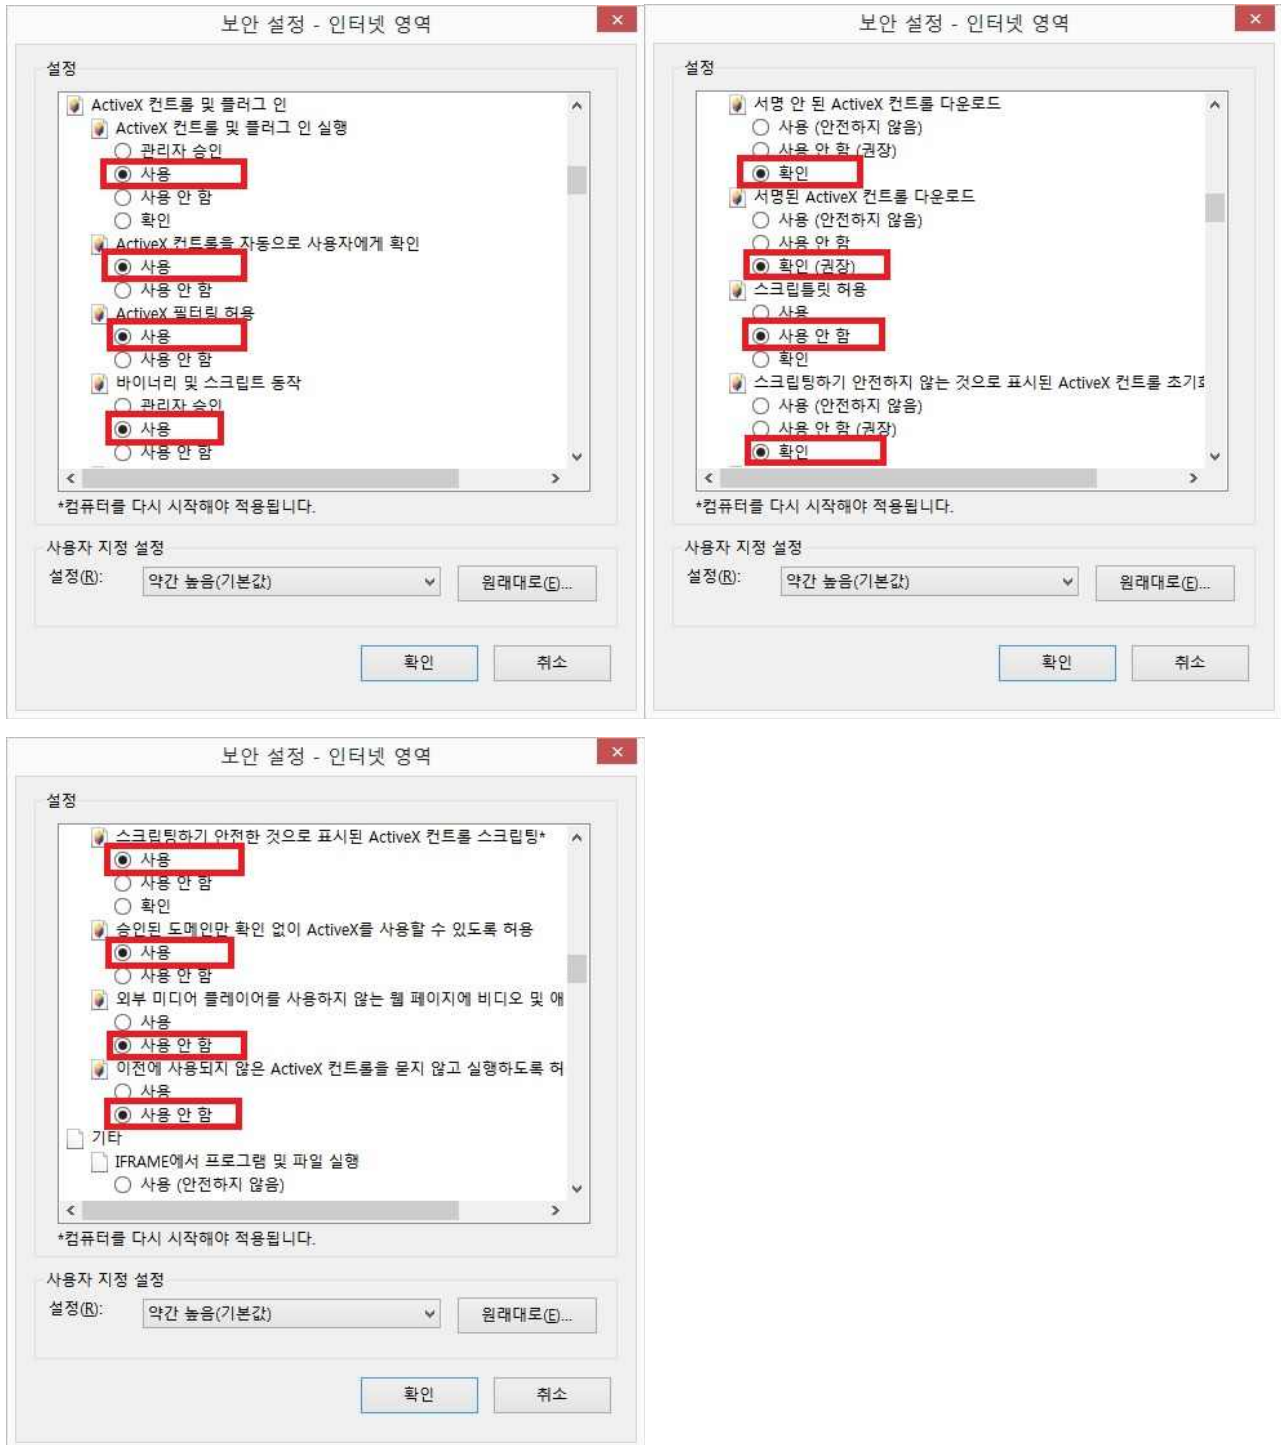 보안 설정 - 인터넷 영역
설정
ActiveX 컨트롤 및 플러그 인
ActiveX 컨트롤 및 플러그 인 실행
관리자 승인
사용
사용 안 함
확인
ActiveX 컨트롤을 자동으로 사용자에게 확인
사용
사용 안 함
ActiveX 필터링 허용
사용
사용 안 함
바이너리 및 스크립트 동작
관리자 승인
사용
사용 안 함
*컴퓨터를 다시 시작해야 적용됩니다.
사용자 지정 설정
설정(R):
약간 높음(기본값)
원래대로(E)...
확인
취소
보안 설정 - 인터넷 영역
설정
서명 안 된 ActiveX 컨트롤 다운로드
사용 (안전하지 않음)
사용 안 함 (권장)
확인
서명된 ActiveX 컨트롤 다운로드
사용 (안전하지 않음)
사용 안 함
확인 (권장)
스크립틀릿 허용
사용
사용 안 함
확인
스크립팅하기 안전하지 않는 것으로 표시된 ActiveX 컨트롤 초기화
사용 (안전하지 않음)
사용 안 함 (권장)
확인
*컴퓨터를 다시 시작해야 적용됩니다.
사용자 지정 설정
설정(R):
약간 높음(기본값)
원래대로(E)...
확인
취소
보안 설정 - 인터넷 영역
설정
스크립팅하기 안전한 것으로 표시된 ActiveX 컨트롤 스크립팅*
사용
사용 안 함
확인
승인된 도메인만 확인 없이 ActiveX를 사용할 수 있도록 허용
사용
사용 안 함
외부 미디어 플레이어를 사용하지 않는 웹 페이지에 비디오 및 애
사용
사용 안 함
이전에 사용되지 않은 ActiveX 컨트롤을 묻지 않고 실행하도록 허
사용
사용 안 함
기타
IFRAME에서 프로그램 및 파일 실행
사용 (안전하지 않음)
*컴퓨터를 다시 시작해야 적용됩니다.
사용자 지정 설정
설정(R):
약간 높음(기본값)
원래대로(E)...
확인
취소